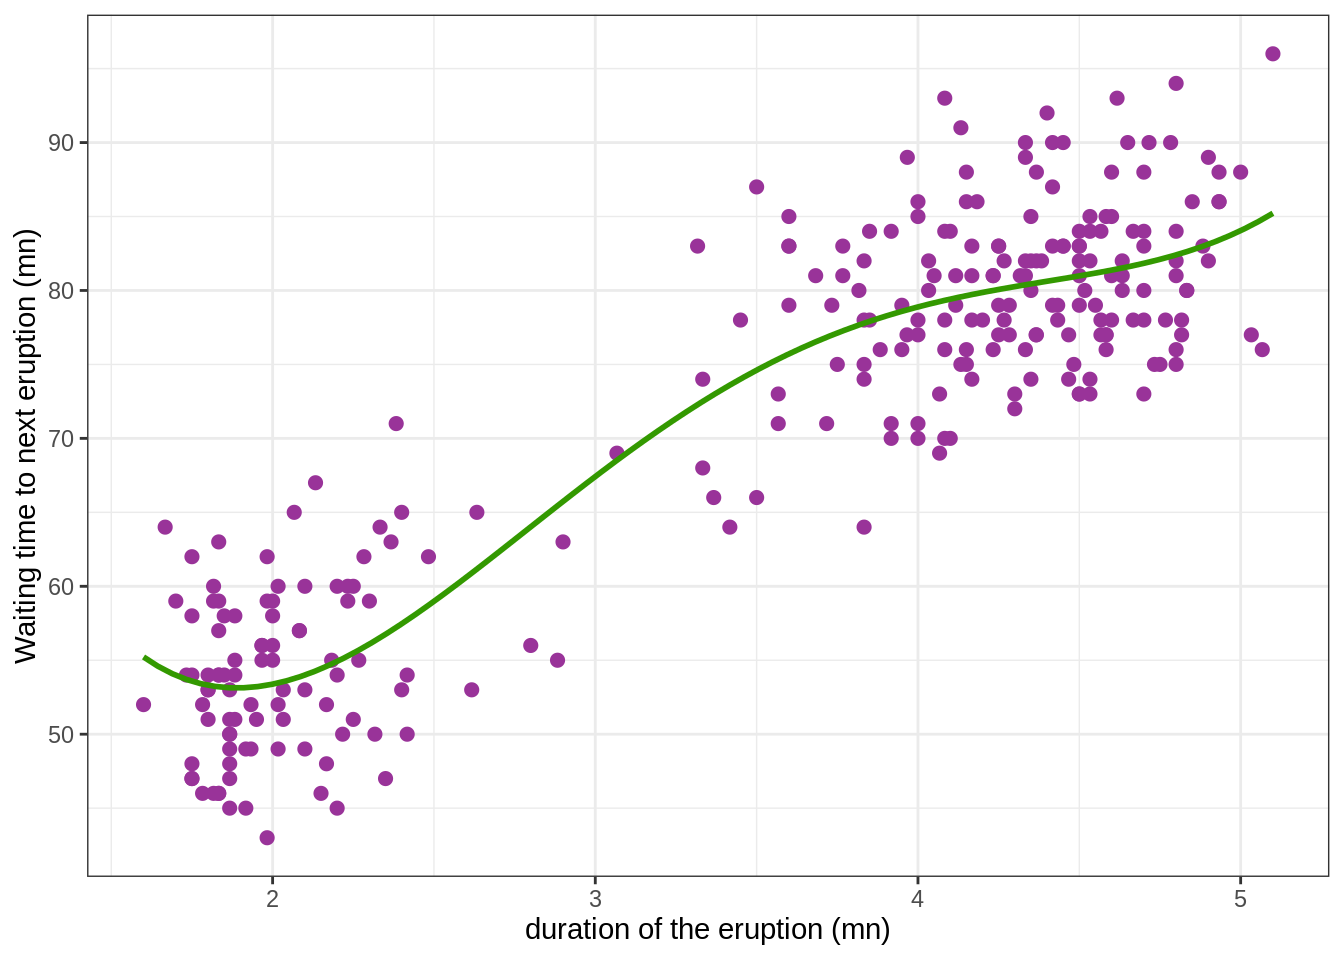 Waiting time to next eruption (mn)
90
80
70
60
50
2 3 4 5
duration of the eruption (mn)